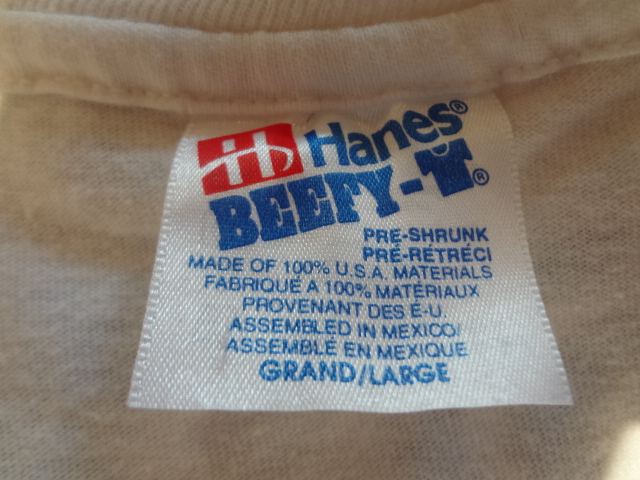 Hanes®
BEEFY-T®
PRE-SHRUNK
PRÉ-RÉTRÉCI
MADE OF 100% U.S.A. MATERIALS
FABRIQUÉ A 100% MATÉRIAUX
PROVENANT DES É-U.
ASSEMBLED IN MEXICO/
ASSEMBLÉ EN MEXIQUE
GRAND/LARGE